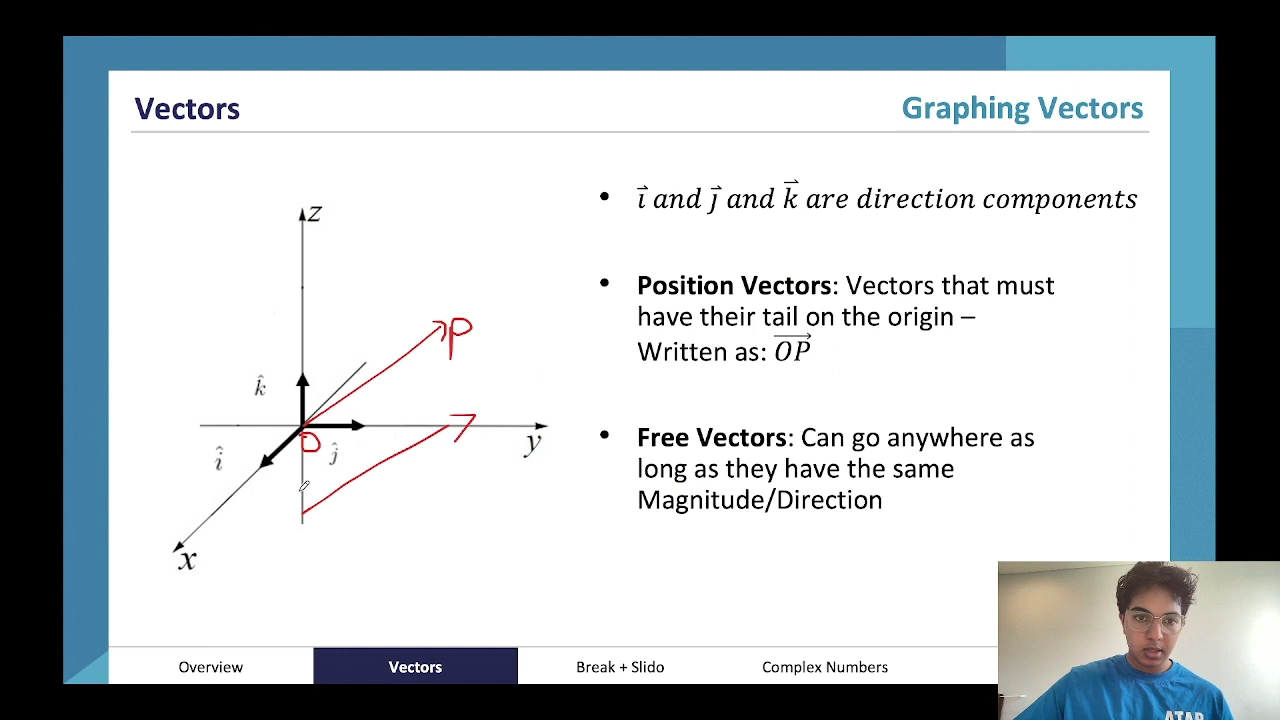 Vectors
Graphing Vectors
z
P
k̂
O
ĵ
î
y
x
• i⃗ and j⃗ and k⃗ are direction components
• Position Vectors: Vectors that must
have their tail on the origin –
Written as: O͞P⃗
• Free Vectors: Can go anywhere as
long as they have the same
Magnitude/Direction
Overview
Vectors
Break + Slido
Complex Numbers
ATAR